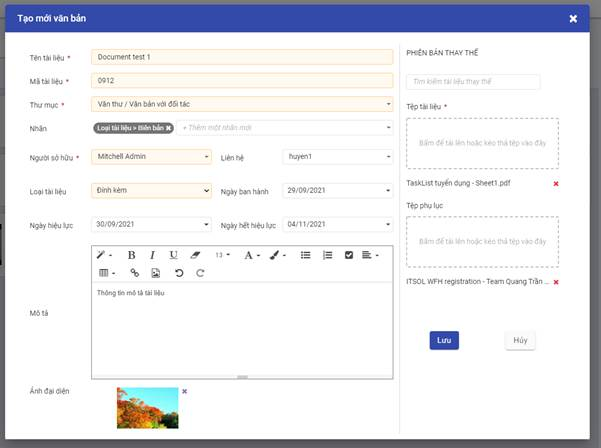 Tạo mới văn bản
Tên tài liệu * Document test 1
Mã tài liệu * 0912
Thư mục * Văn thư / Văn bản với đối tác
Nhãn Loại tài liệu > Biên bản + Thêm một nhãn mới
Người sở hữu * Mitchell Admin Liên hệ huyen1
Loại tài liệu Đính kèm Ngày ban hành 29/09/2021
Ngày hiệu lực 30/09/2021 Ngày hết hiệu lực 04/11/2021
B I U 13 A
Mô tả
Thông tin mô tả tài liệu
Ảnh đại diện
PHIÊN BẢN THAY THẾ
Tìm kiếm tài liệu thay thế
Tệp tài liệu *
Bấm để tải lên hoặc kéo thả tệp vào đây
TaskList tuyển dụng - Sheet1.pdf
Tệp phụ lục
Bấm để tải lên hoặc kéo thả tệp vào đây
ITSOL WFH registration - Team Quang Trần ...
Lưu Hủy